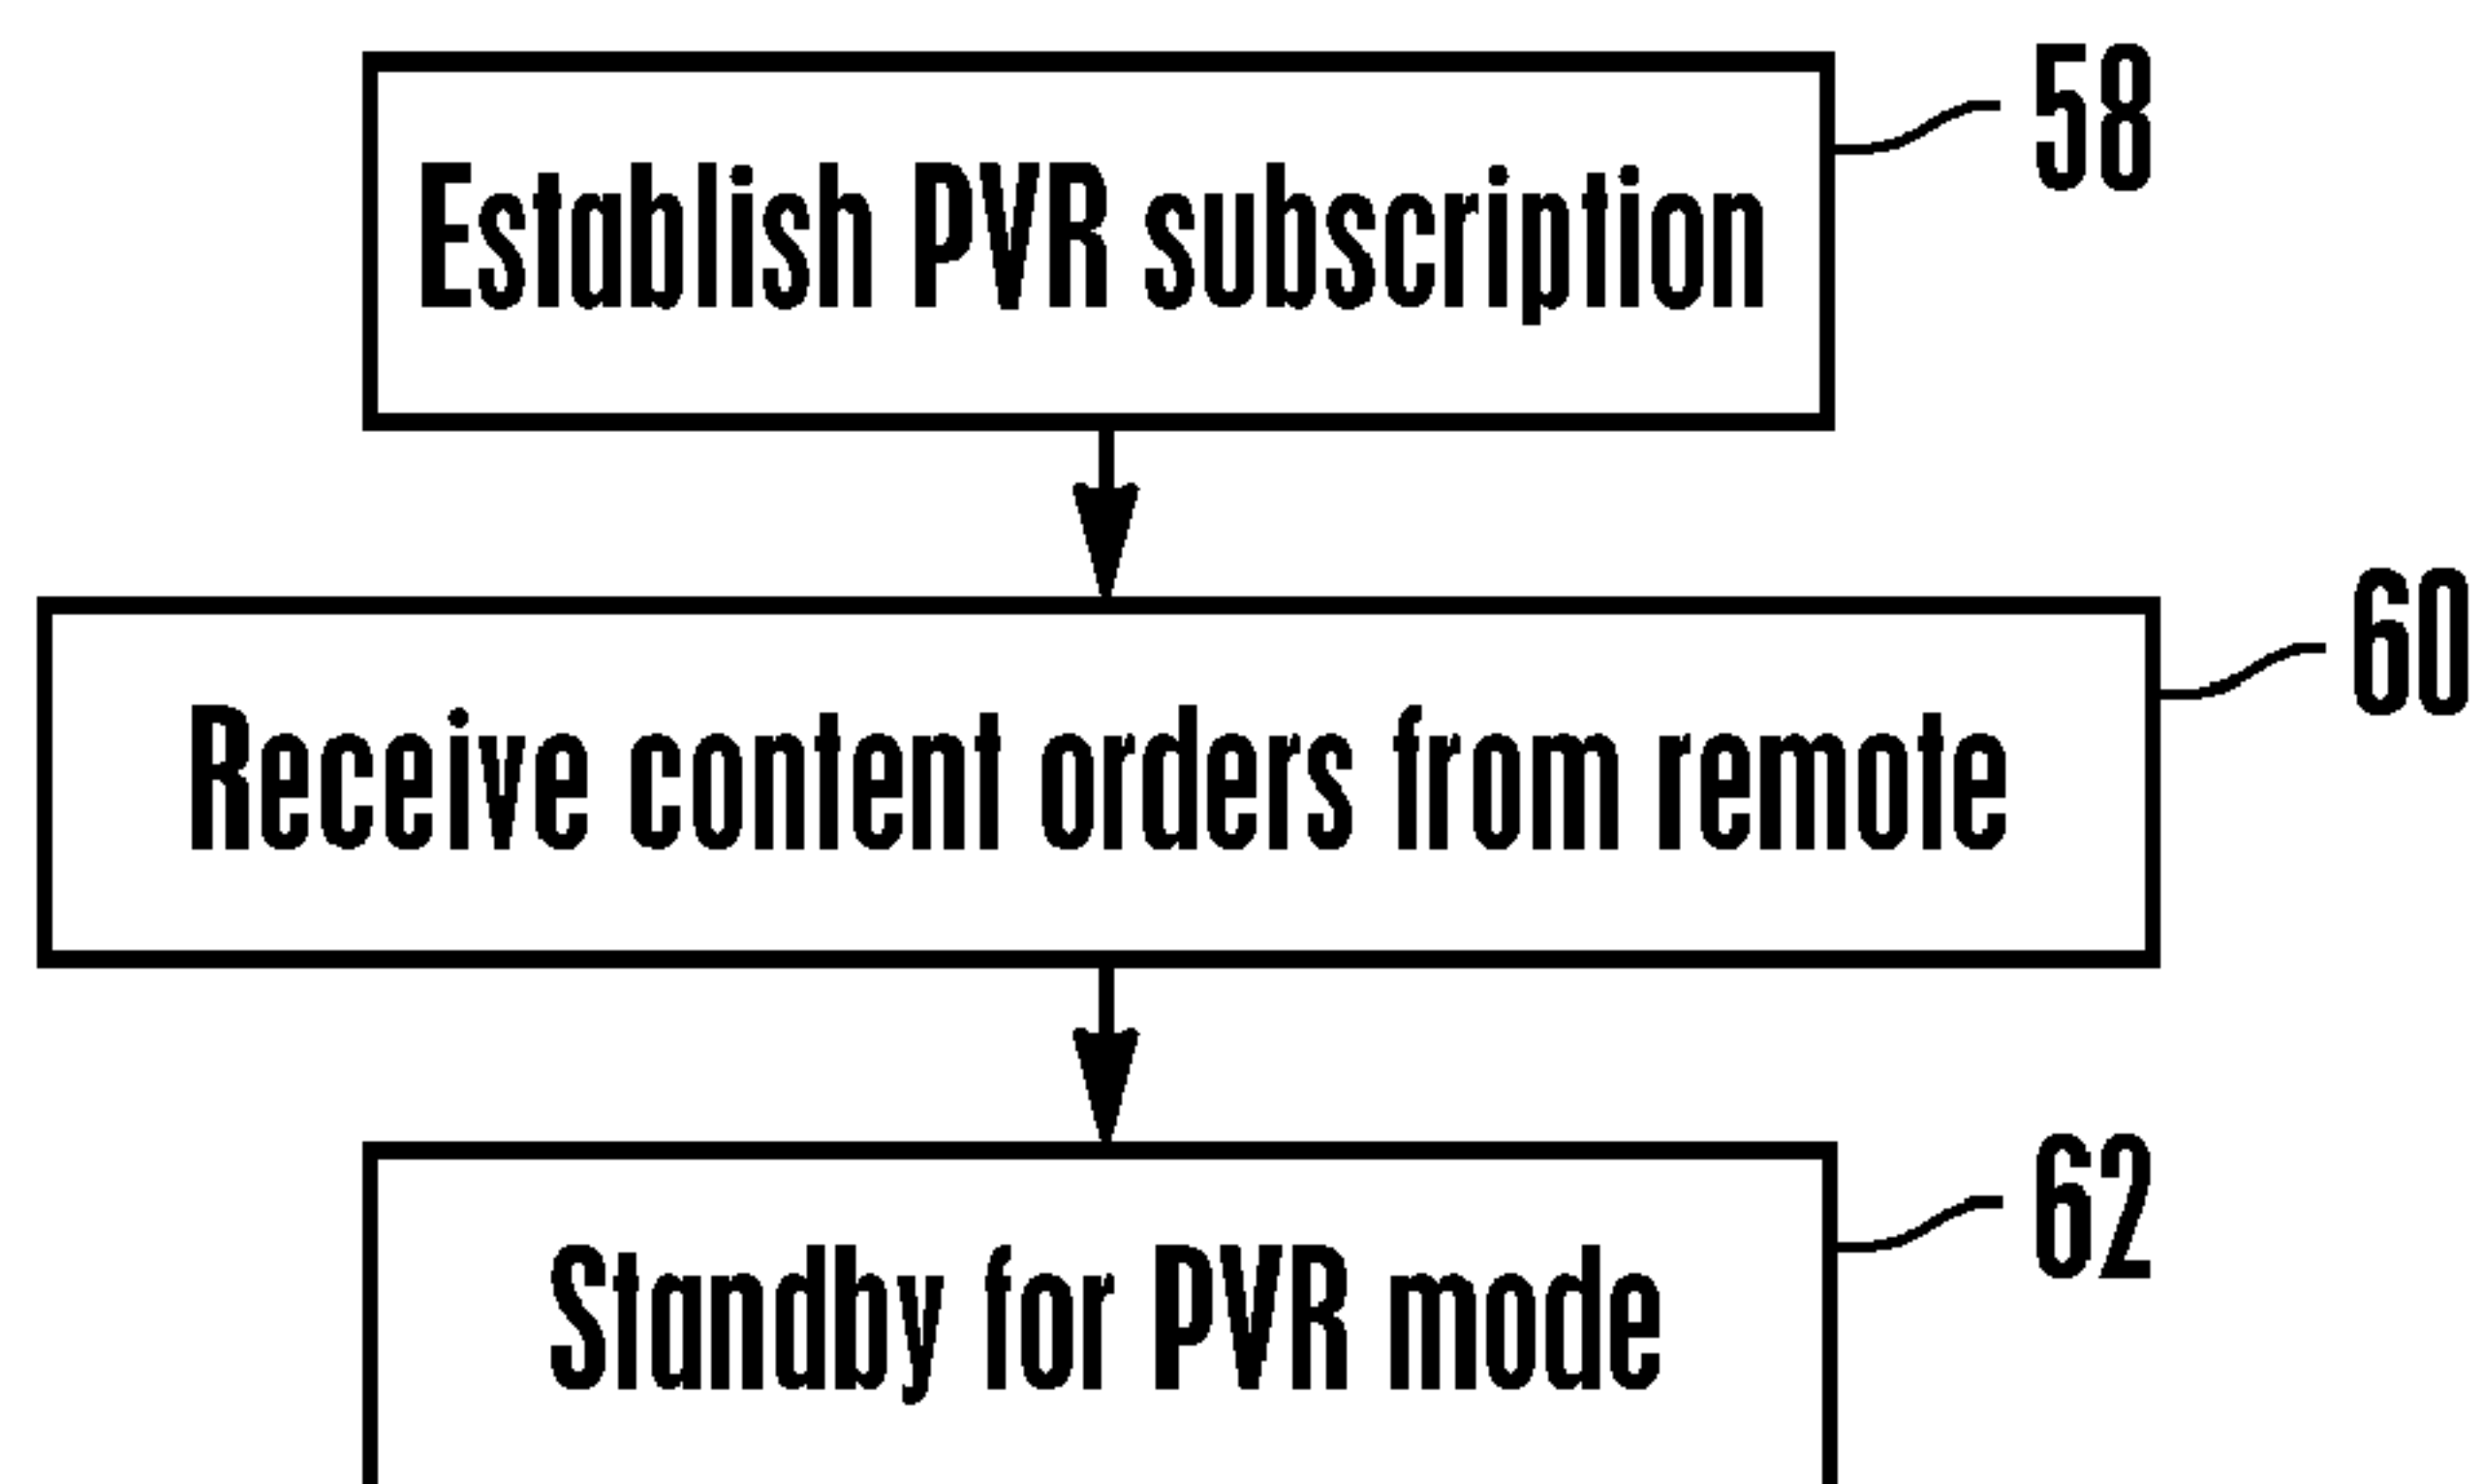 58
Establish PVR subscription
60
Receive content orders from remote
62
Standby for PVR mode